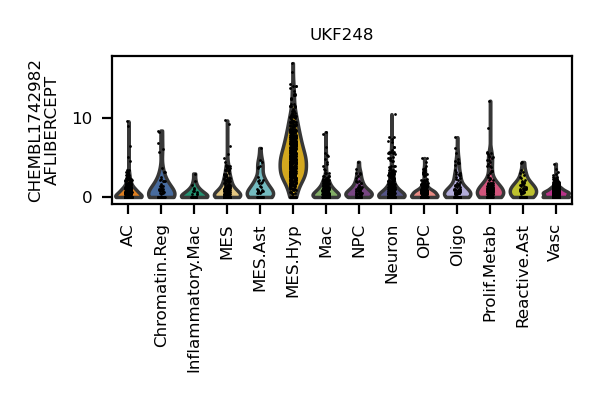 UKF248
CHEMBL1742982
AFLIBERCEPT
10
0
AC
Chromatin.Reg
Inflammatory.Mac
MES
MES.Ast
MES.Hyp
Mac
NPC
Neuron
OPC
Oligo
Prolif.Metab
Reactive.Ast
Vasc